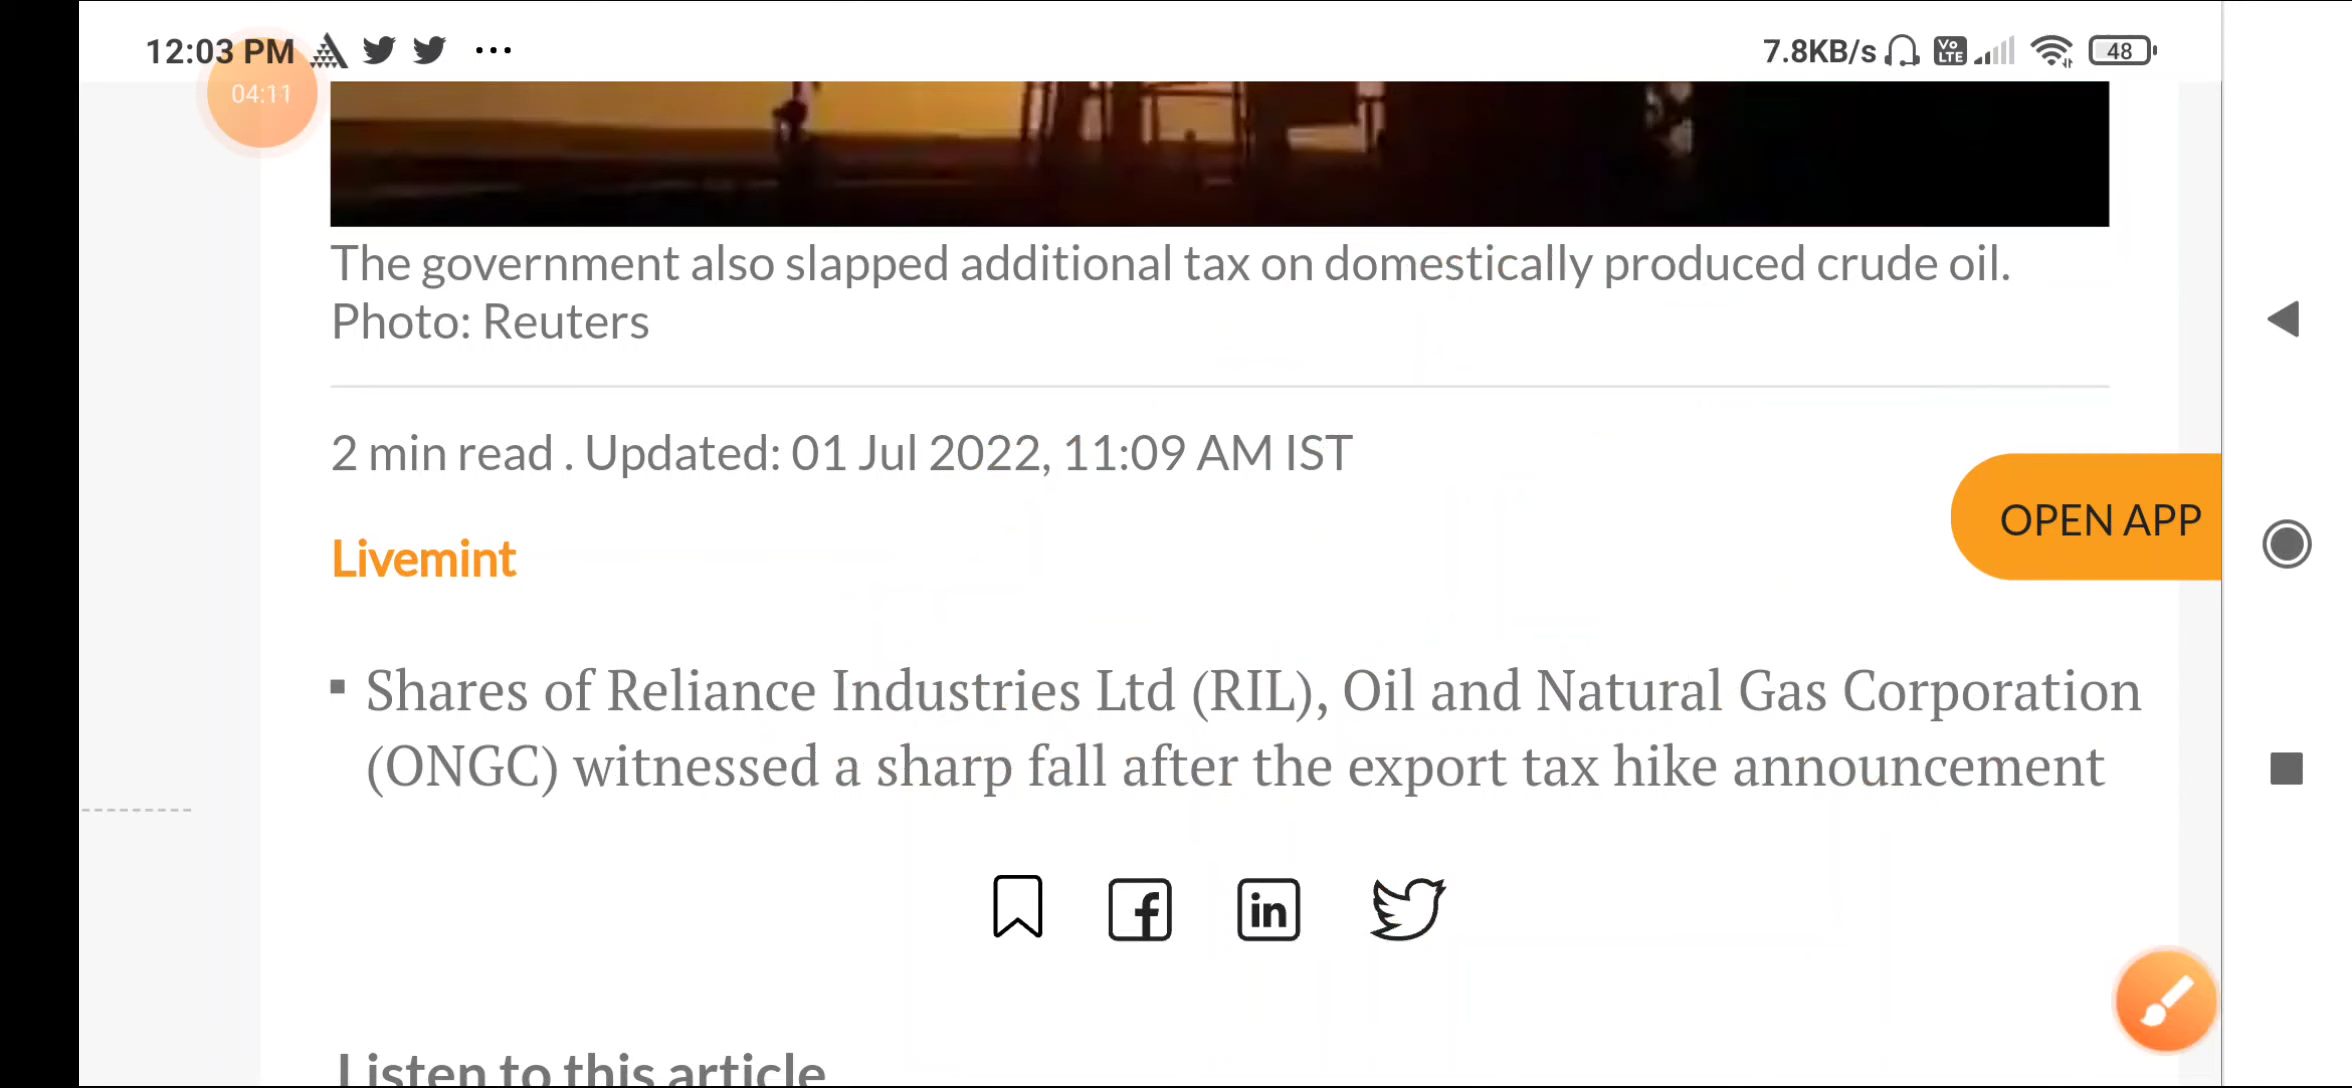 12:03 PM ... 7.8KB/s Vo LTE 48
04:11
The government also slapped additional tax on domestically produced crude oil.
Photo: Reuters
2 min read . Updated: 01 Jul 2022, 11:09 AM IST
OPEN APP
Livemint
▪ Shares of Reliance Industries Ltd (RIL), Oil and Natural Gas Corporation
(ONGC) witnessed a sharp fall after the export tax hike announcement
f in
Listen to this article